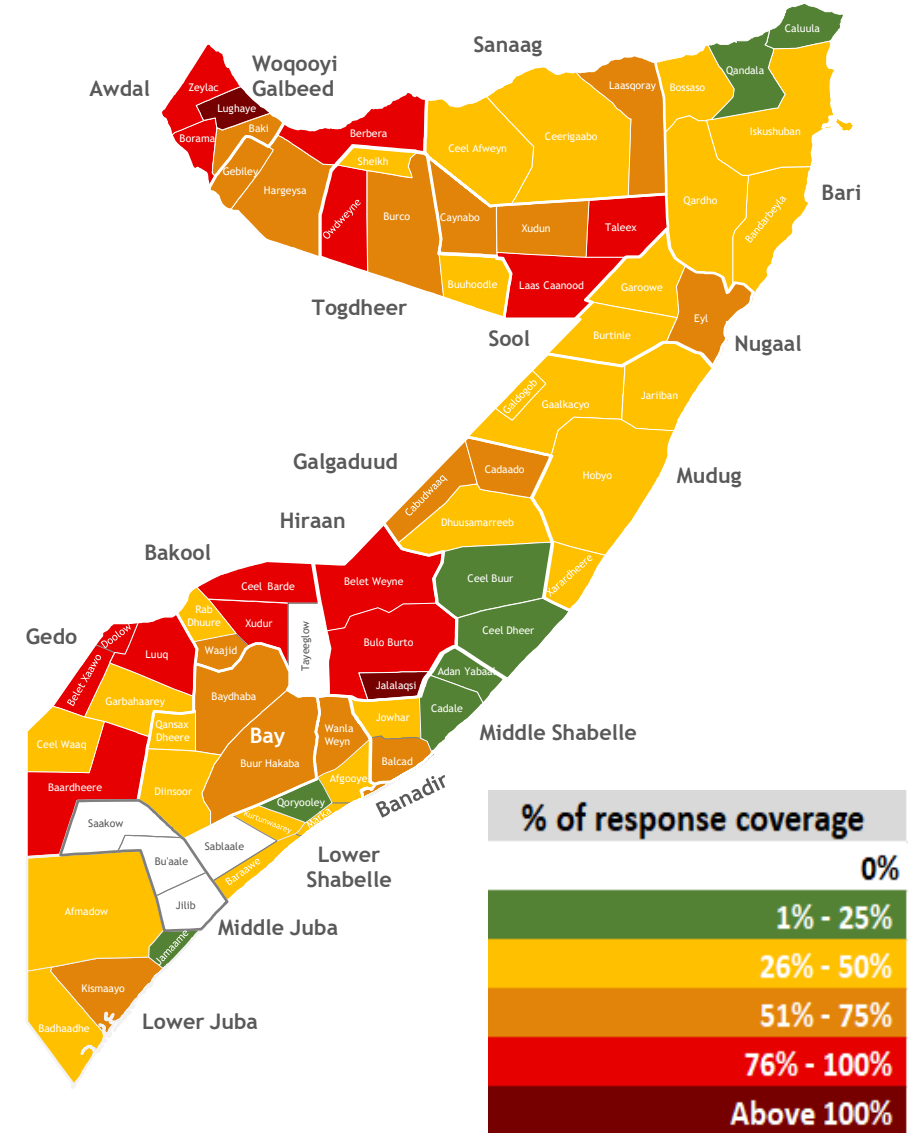 Caluula
Sanaag
Woqooyi
Galbeed
Qandala
Awdal
Zeylac
Laasqoray
Bossaso
Lughaye
Baki
Borama
Berbera
Ceerigaabo
Iskushuban
Ceel Afweyn
Sheikh
Gebiley
Hargeysa
Bari
Qardho
Bandarbeyla
Owdweyne
Burco
Caynabo
Xudun
Taleex
Buuhoodle
Laas Caanood
Garoowe
Togdheer
Eyl
Sool
Burtinle
Nugaal
Galdogob
Gaalkacyo
Jariiban
Galgaduud
Cadaado
Hobyo
Mudug
Cabudwaaq
Hiraan
Dhuusamarreeb
Bakool
Xarardheere
Ceel Barde
Belet Weyne
Ceel Buur
Rab
Dhuure
Xudur
Gedo
Doolow
Ceel Dheer
Luuq
Waajid
Tayeeglow
Bulo Burto
Belet Xaawo
Adan Yabaal
Jalalaqsi
Garbahaarey
Baydhaba
Cadale
Qansax
Dheere
Jowhar
Ceel Waaq
Bay
Wanla
Weyn
Middle Shabelle
Buur Hakaba
Balcad
Baardheere
Diinsoor
Afgooye
Banadir
Qoryooley
Saakow
Kurtunwaarey
Marka
Sablaale
Bu'aale
Lower
Shabelle
Baraawe
Jilib
Afmadow
Middle Juba
Jamaame
Kismaayo
Badhaadhe
Lower Juba
% of response coverage
0%
1% - 25%
26% - 50%
51% - 75%
76% - 100%
Above 100%